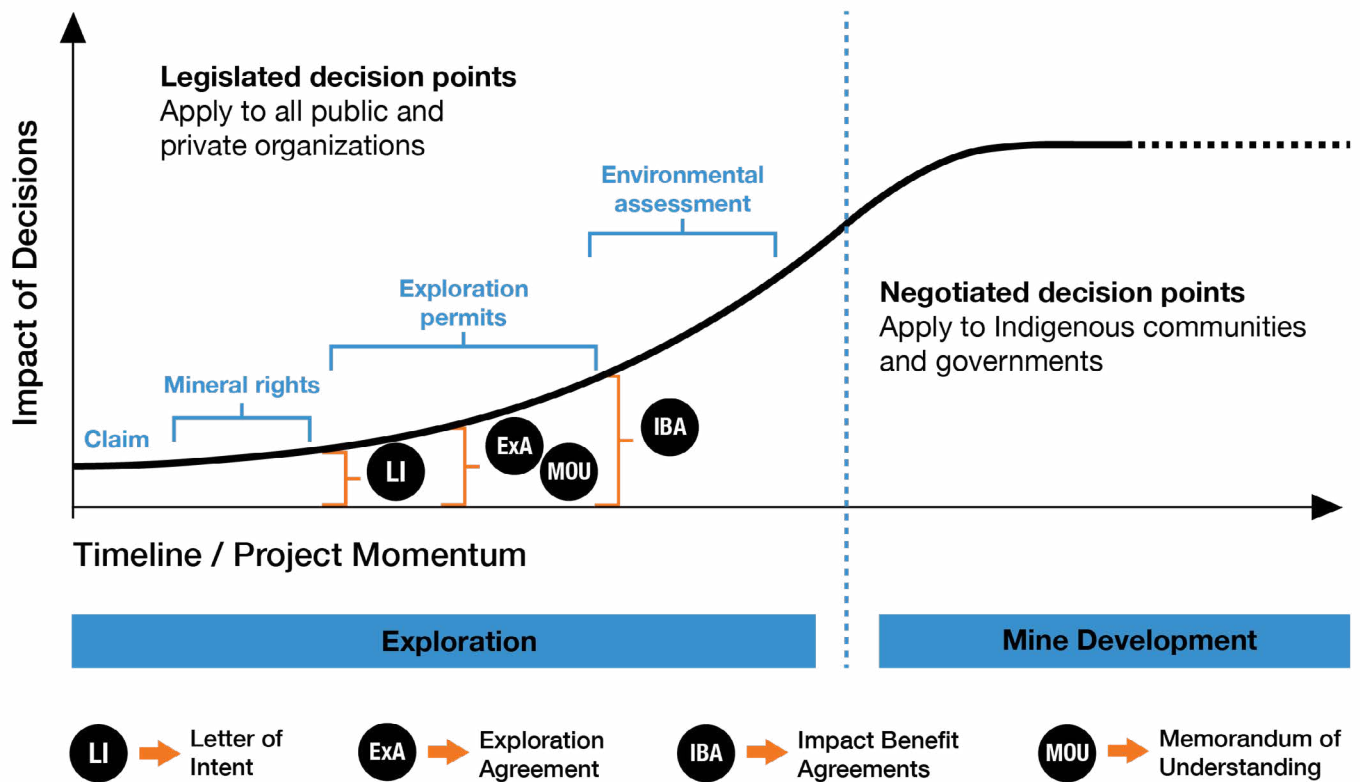 Impact of Decisions
Legislated decision points
Apply to all public and
private organizations
Environmental
assessment
Exploration
permits
Mineral rights
Claim
Negotiated decision points
Apply to Indigenous communities
and governments
LI
ExA
MOU
IBA
Timeline / Project Momentum
Exploration
Mine Development
LI
Letter of
Intent
ExA
Exploration
Agreement
IBA
Impact Benefit
Agreements
MOU
Memorandum of
Understanding